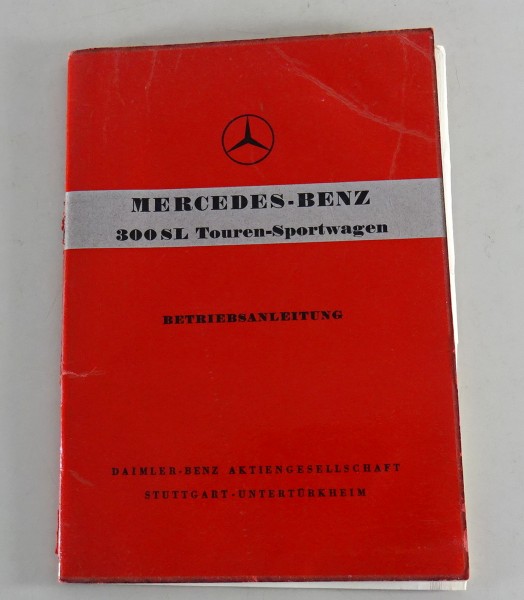 MERCEDES-BENZ
300 SL Touren-Sportwagen
BETRIEBSANLEITUNG
DAIMLER-BENZ AKTIENGESELLSCHAFT
STUTTGART-UNTERTÜRKHEIM